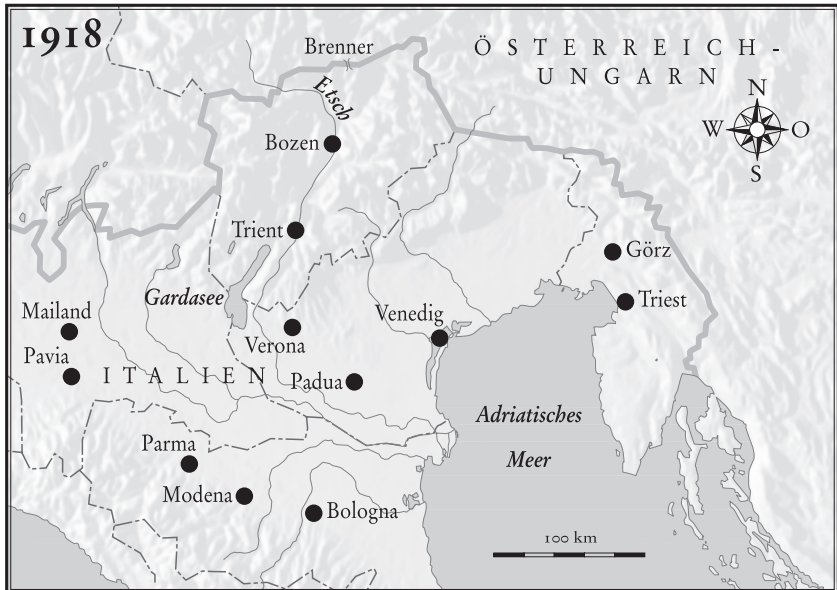 1918
Brenner
ÖSTERREICH-
UNGARN
N
W O
S
Etsch
Bozen
Trient
Görz
Gardasee
Triest
Mailand
Venedig
Verona
Pavia
ITALIEN
Padua
Adriatisches
Meer
Parma
Modena
Bologna
100 km